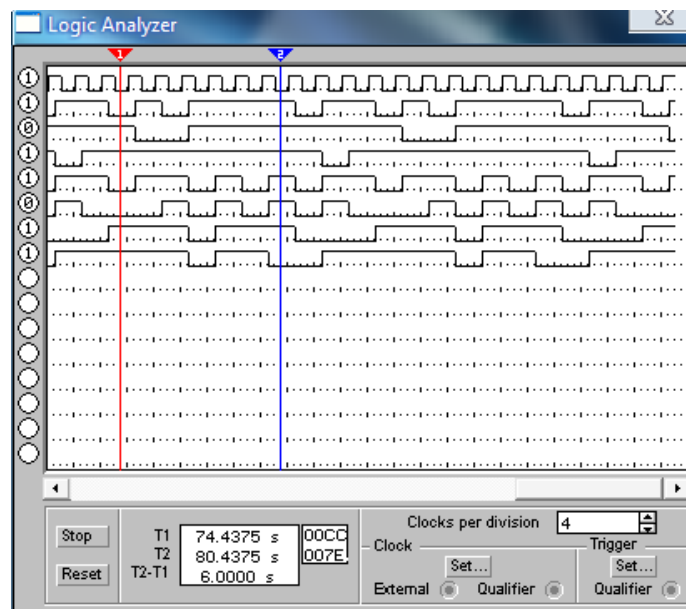 Logic Analyzer
1 2
1
1
0
1
1
0
1
1
Stop
Reset
T1 74.4375 s 00CC
T2 80.4375 s 007E
T2-T1 6.0000 s
Clocks per division 4
Clock
Set...
External Qualifier
Trigger
Set...
Qualifier